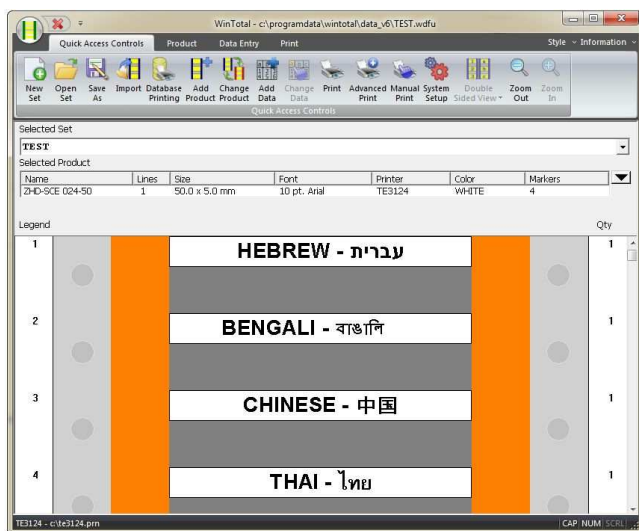 WinTotal - c:\programdata\wintotal\data_v6\TEST.wdfu
Quick Access Controls Product Data Entry Print Style Information
New Set Open Set Save As Import Database Printing Add Product Change Product Add Data Change Data Print Advanced Print Manual Print System Setup Double Sided View Zoom Out Zoom In
Quick Access Controls
Selected Set
TEST
Selected Product
Name Lines Size Font Printer Color Markers
ZHD-SCE 024-50 1 50.0 x 5.0 mm 10 pt. Arial TE3124 WHITE 4
Legend Qty
1 HEBREW - עברית 1
2 BENGALI - বাঙালি 1
3 CHINESE - 中国 1
4 THAI - ไทย 1
TE3124 - c:\te3124.prn CAP NUM SCRL